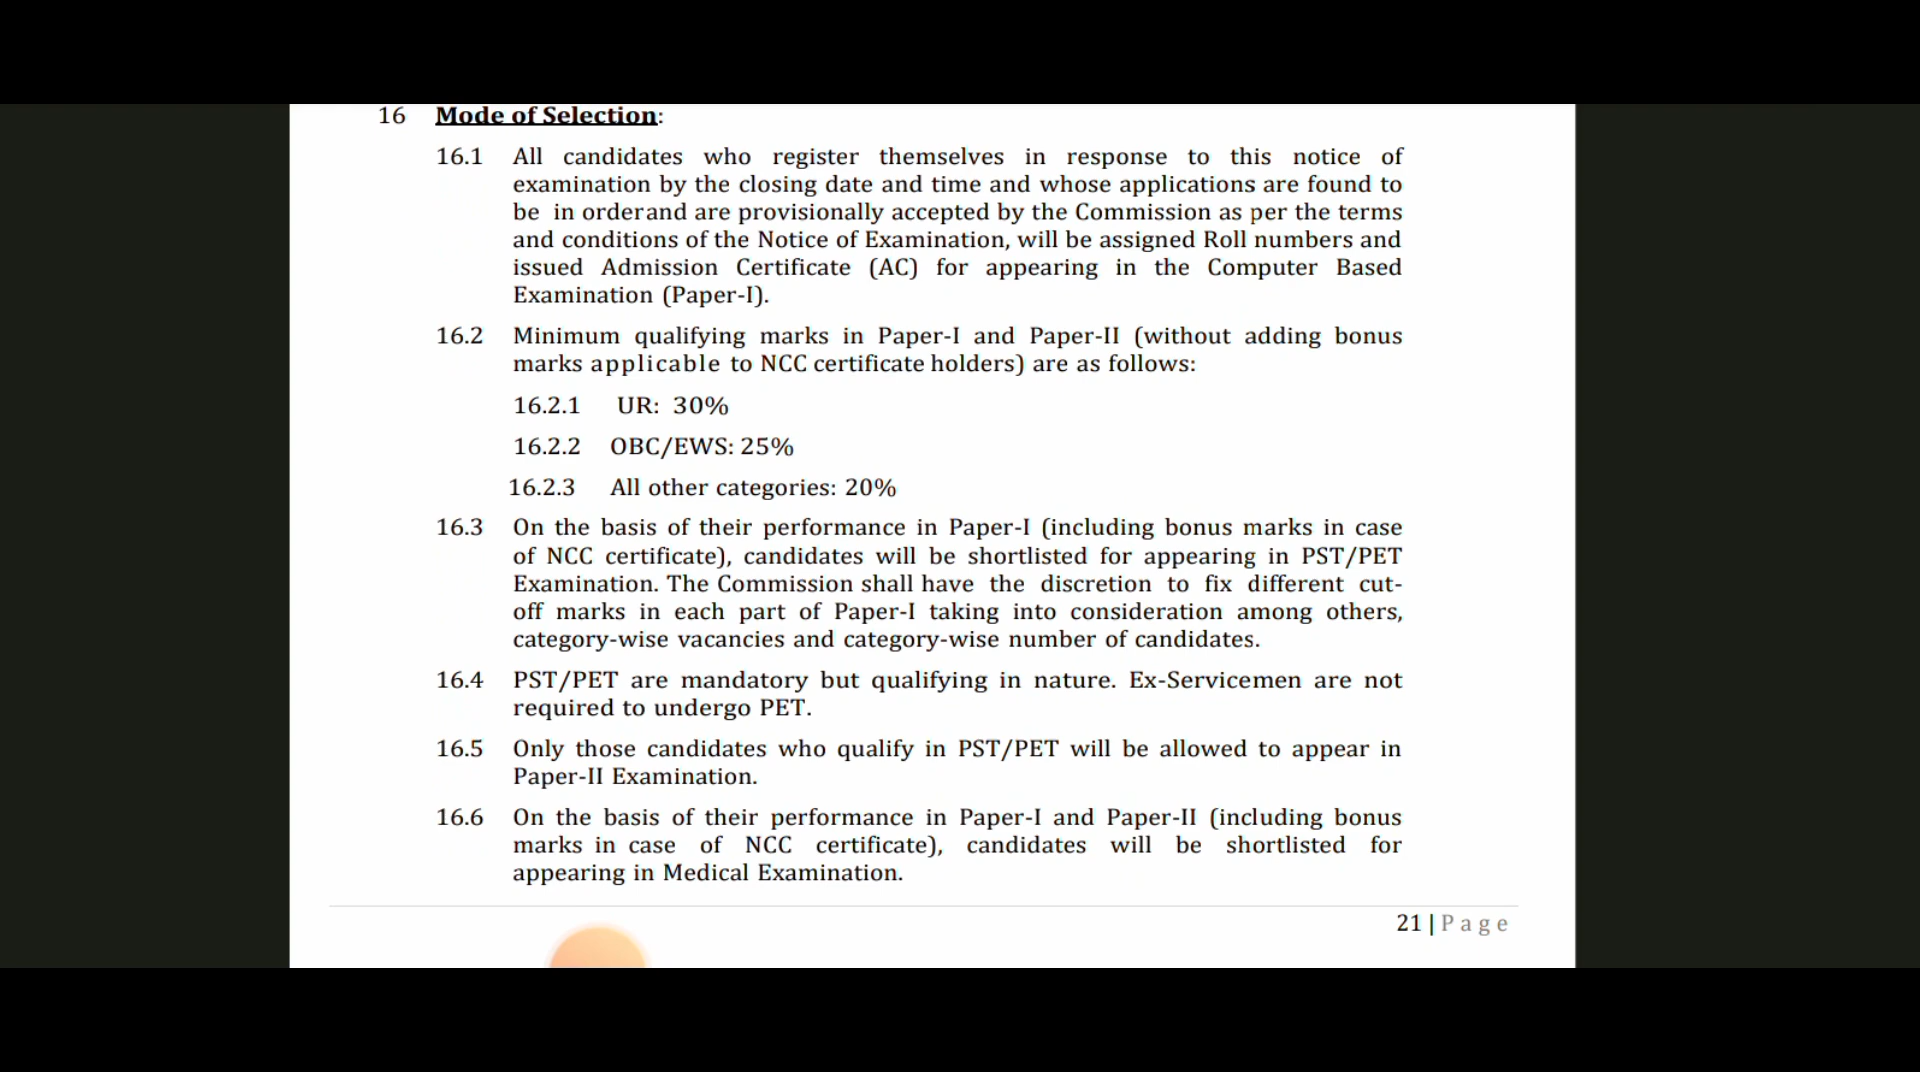 16 Mode of Selection:
16.1 All candidates who register themselves in response to this notice of
examination by the closing date and time and whose applications are found to
be in orderand are provisionally accepted by the Commission as per the terms
and conditions of the Notice of Examination, will be assigned Roll numbers and
issued Admission Certificate (AC) for appearing in the Computer Based
Examination (Paper-I).
16.2 Minimum qualifying marks in Paper-I and Paper-II (without adding bonus
marks applicable to NCC certificate holders) are as follows:
16.2.1 UR: 30%
16.2.2 OBC/EWS: 25%
16.2.3 All other categories: 20%
16.3 On the basis of their performance in Paper-I (including bonus marks in case
of NCC certificate), candidates will be shortlisted for appearing in PST/PET
Examination. The Commission shall have the discretion to fix different cut-
off marks in each part of Paper-I taking into consideration among others,
category-wise vacancies and category-wise number of candidates.
16.4 PST/PET are mandatory but qualifying in nature. Ex-Servicemen are not
required to undergo PET.
16.5 Only those candidates who qualify in PST/PET will be allowed to appear in
Paper-II Examination.
16.6 On the basis of their performance in Paper-I and Paper-II (including bonus
marks in case of NCC certificate), candidates will be shortlisted for
appearing in Medical Examination.
21 | Page